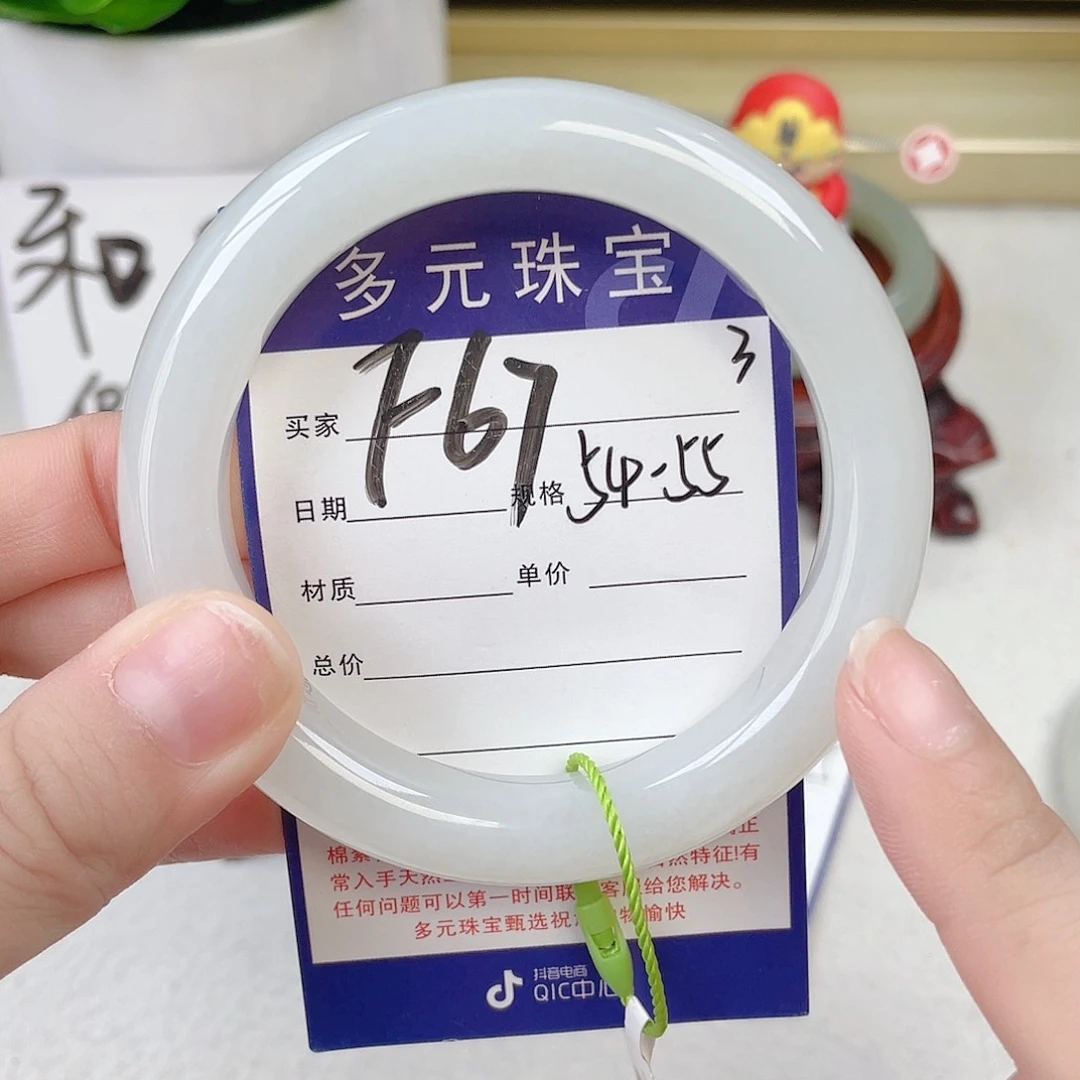 和
多元珠宝
3
买家 F67
日期 规格 54-55
材质 单价
总价
常入手天然 然特征!有
任何问题可以第一时间联 客服给您解决。
多元珠宝甄选祝 物愉快
抖音电商
QIC中心